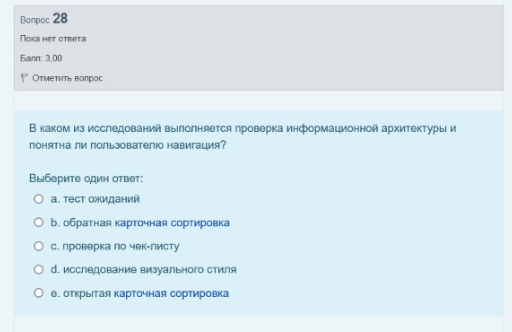 Вопрос 28
Пока нет ответа
Балл: 3,00
Отметить вопрос
В каком из исследований выполняется проверка информационной архитектуры и
понятна ли пользователю навигация?
Выберите один ответ:
a. тест ожиданий
b. обратная карточная сортировка
c. проверка по чек-листу
d. исследование визуального стиля
e. открытая карточная сортировка